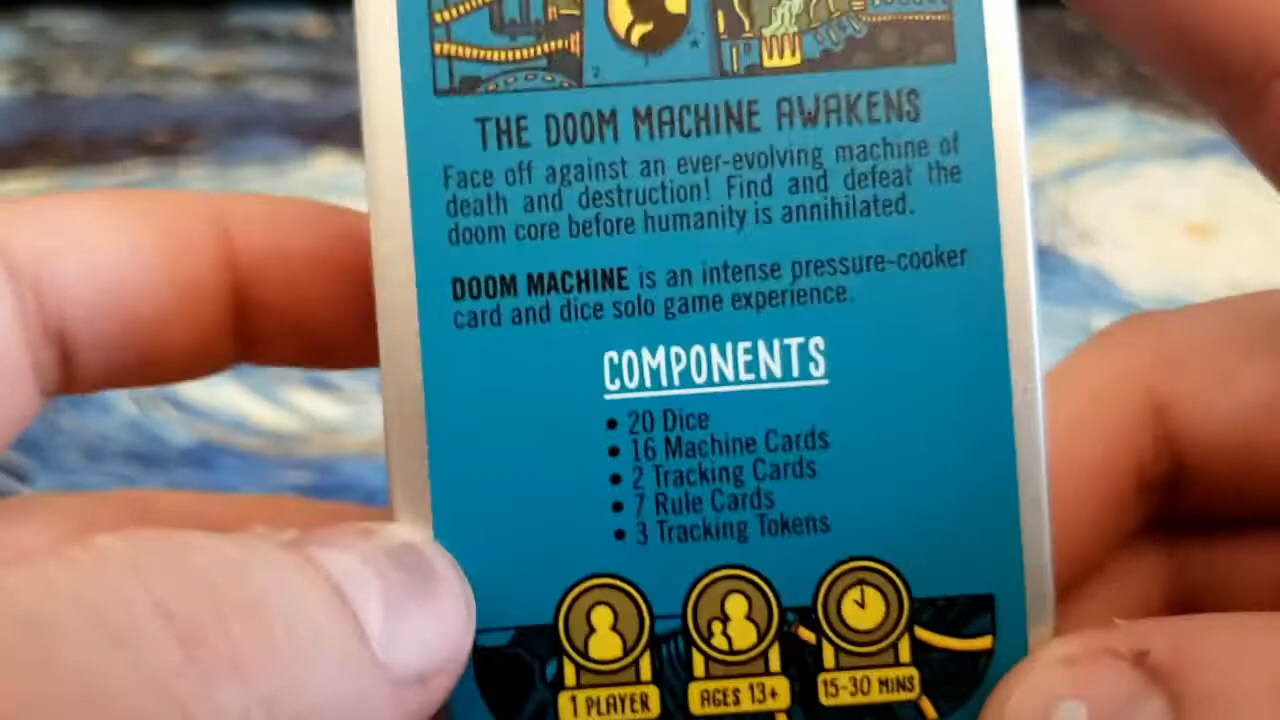 THE DOOM MACHINE AWAKENS
Face off against an ever-evolving machine of
death and destruction! Find and defeat the
doom core before humanity is annihilated.
DOOM MACHINE is an intense pressure-cooker
card and dice solo game experience.
COMPONENTS
• 20 Dice
• 16 Machine Cards
• 2 Tracking Cards
• 7 Rule Cards
• 3 Tracking Tokens
1 PLAYER
AGES 13+
15-30 MINS